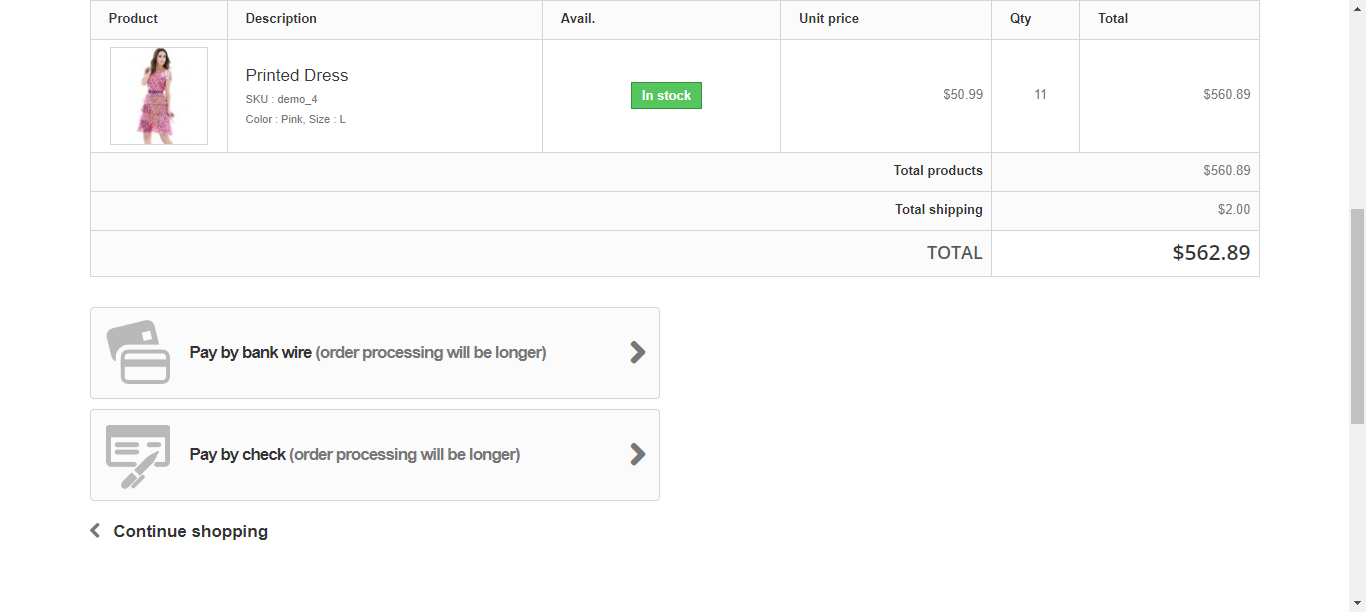 Product Description Avail. Unit price Qty Total
Printed Dress
SKU : demo_4
Color : Pink, Size : L
In stock
$50.99 11 $560.89
Total products $560.89
Total shipping $2.00
TOTAL $562.89
Pay by bank wire (order processing will be longer)
Pay by check (order processing will be longer)
Continue shopping